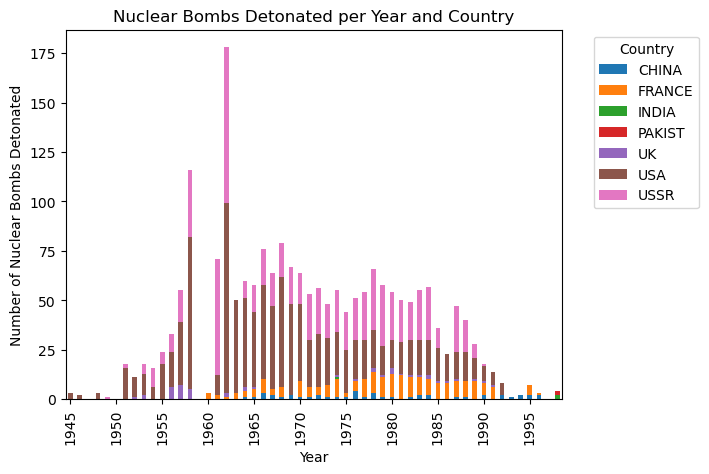 Nuclear Bombs Detonated per Year and Country
Number of Nuclear Bombs Detonated
175
150
125
100
75
50
25
0
1945
1950
1955
1960
1965
1970
1975
1980
1985
1990
1995
Year
Country
CHINA
FRANCE
INDIA
PAKIST
UK
USA
USSR